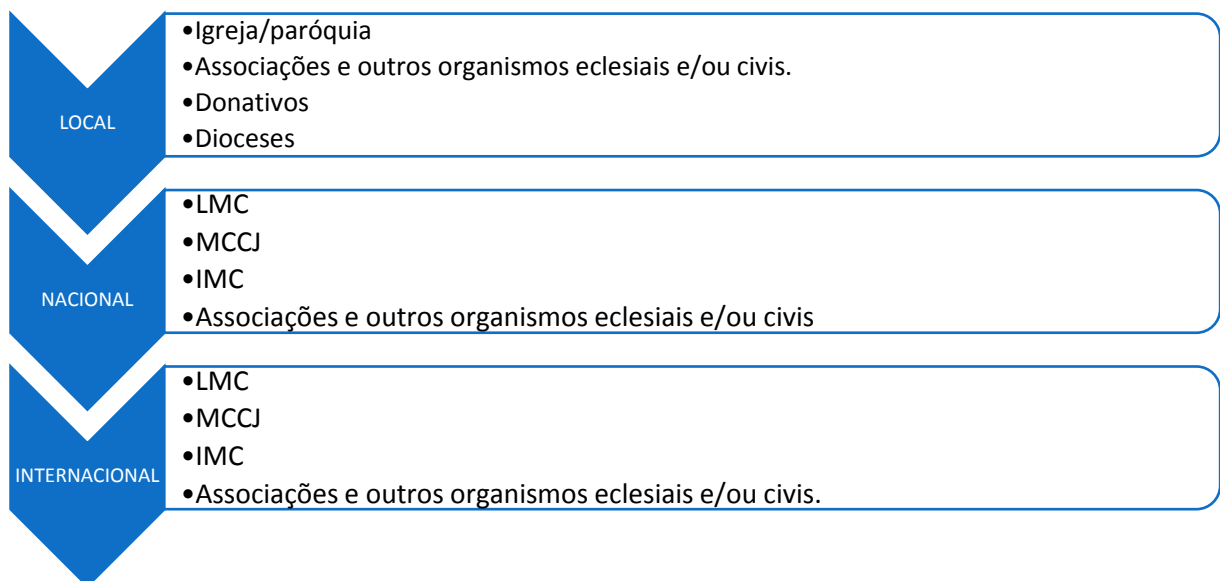 LOCAL
•Igreja/paróquia
•Associações e outros organismos eclesiais e/ou civis.
•Donativos
•Dioceses
NACIONAL
•LMC
•MCCJ
•IMC
•Associações e outros organismos eclesiais e/ou civis
INTERNACIONAL
•LMC
•MCCJ
•IMC
•Associações e outros organismos eclesiais e/ou civis.